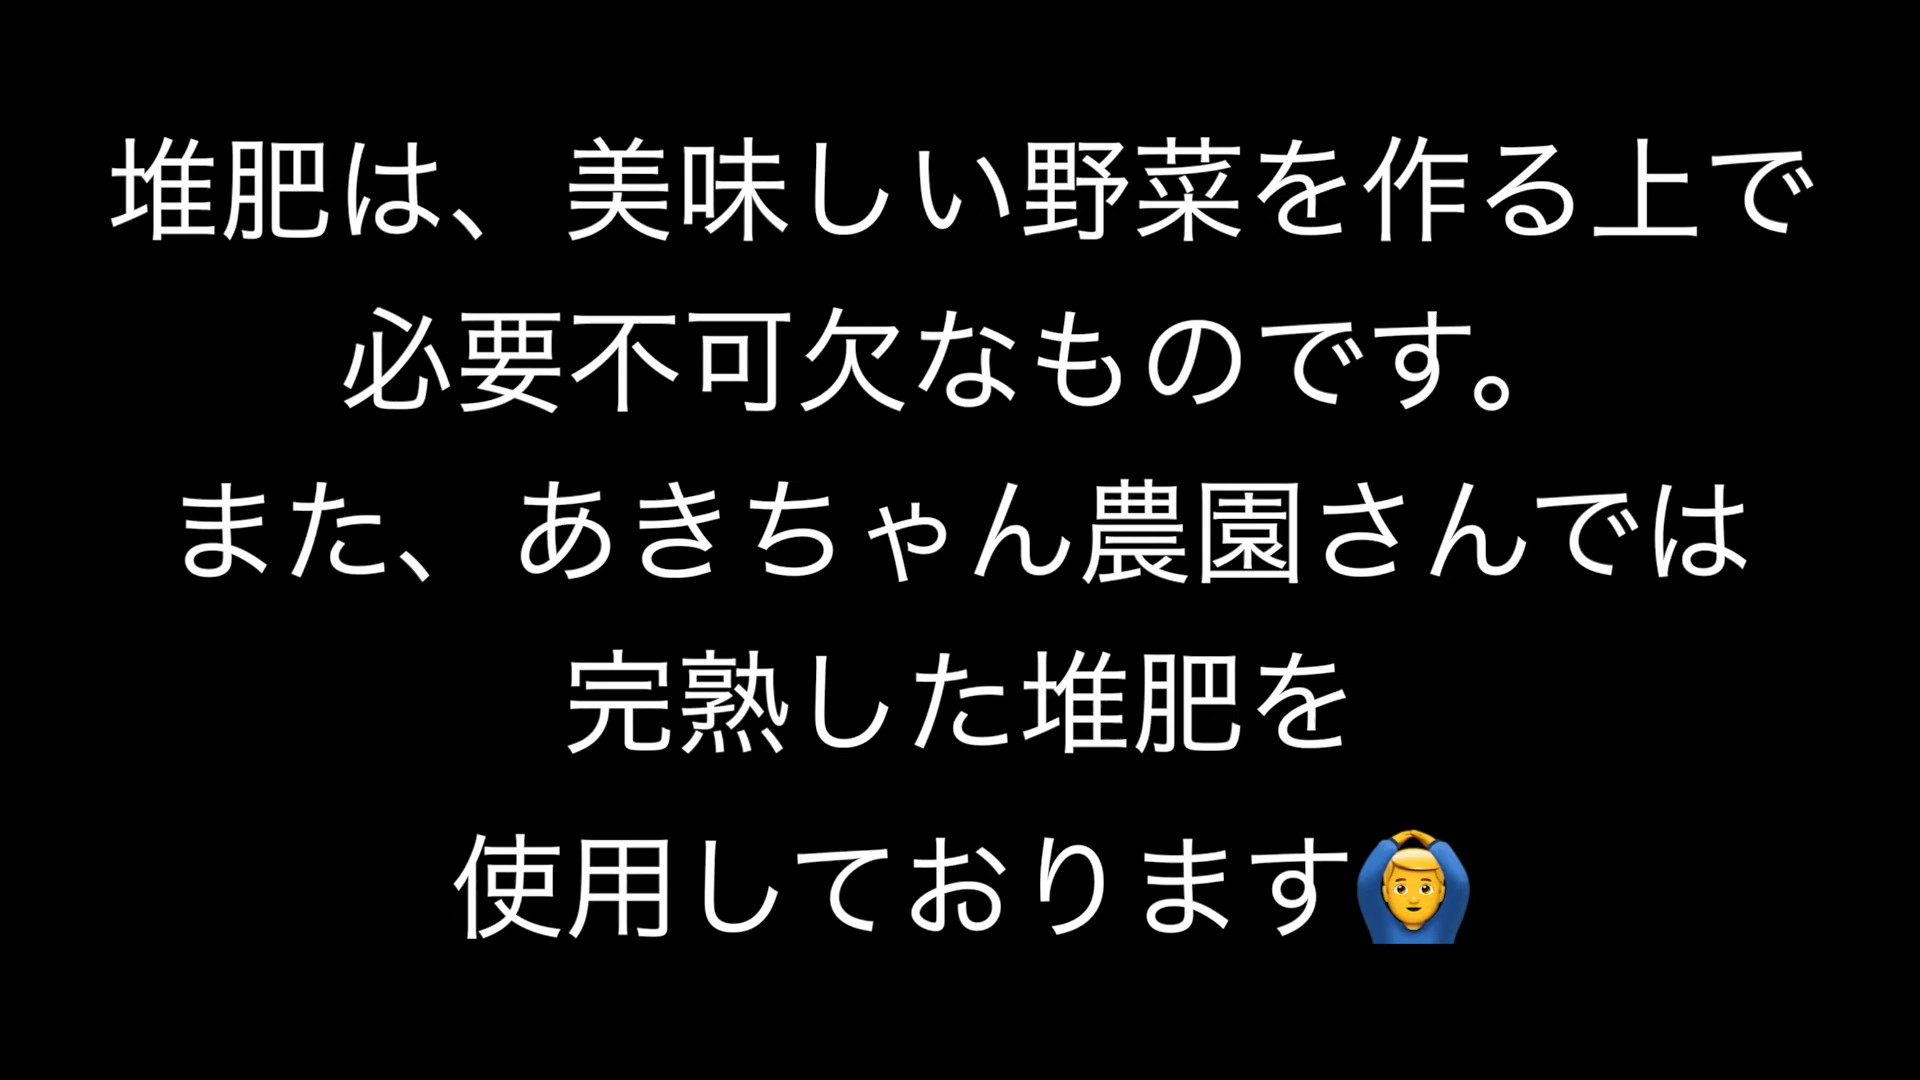 堆肥は、美味しい野菜を作る上で
必要不可欠なものです。
また、あきちゃん農園さんでは
完熟した堆肥を
使用しております🙆‍♂️